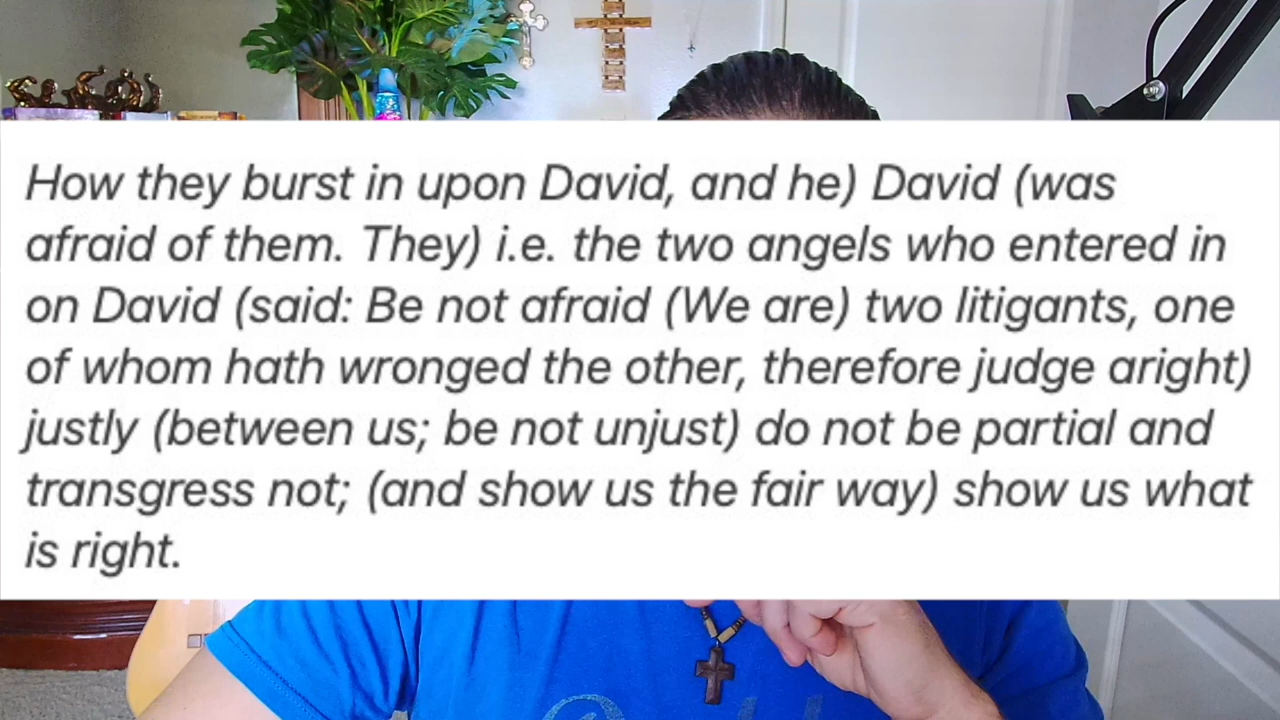 How they burst in upon David, and he) David (was
afraid of them. They) i.e. the two angels who entered in
on David (said: Be not afraid (We are) two litigants, one
of whom hath wronged the other, therefore judge aright)
justly (between us; be not unjust) do not be partial and
transgress not; (and show us the fair way) show us what
is right.